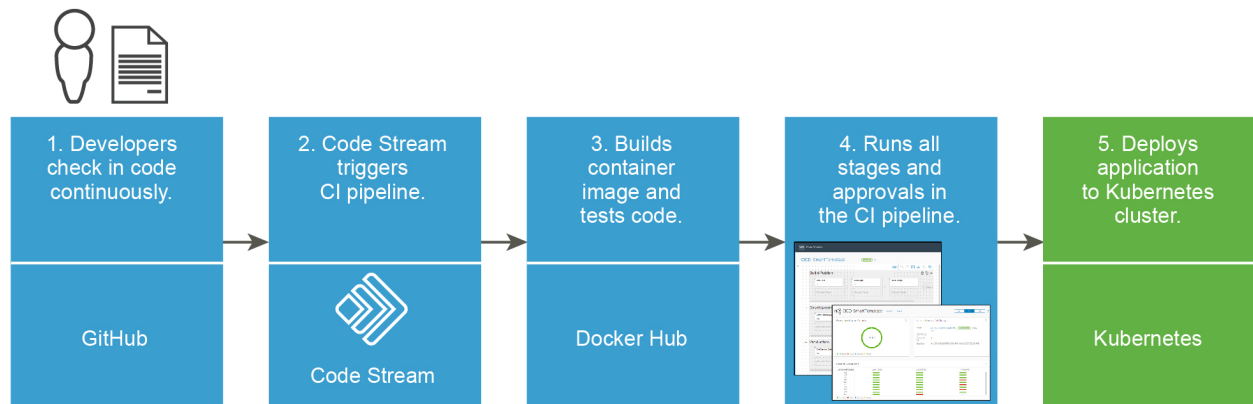 1. Developers
check in code
continuously.
GitHub
2. Code Stream
triggers
CI pipeline.
Code Stream
3. Builds
container
image and
tests code.
Docker Hub
4. Runs all
stages and
approvals in
the CI pipeline.
5. Deploys
application
to Kubernetes
cluster.
Kubernetes